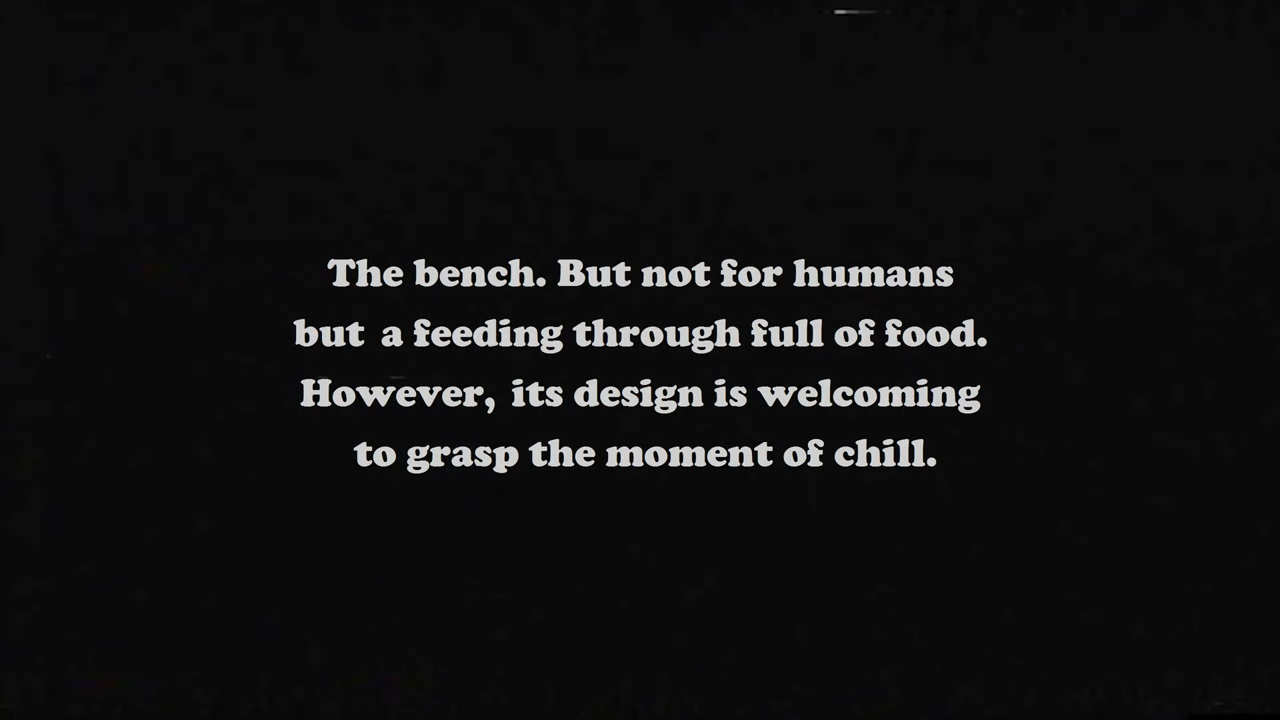 The bench. But not for humans
but a feeding through full of food.
However, its design is welcoming
to grasp the moment of chill.